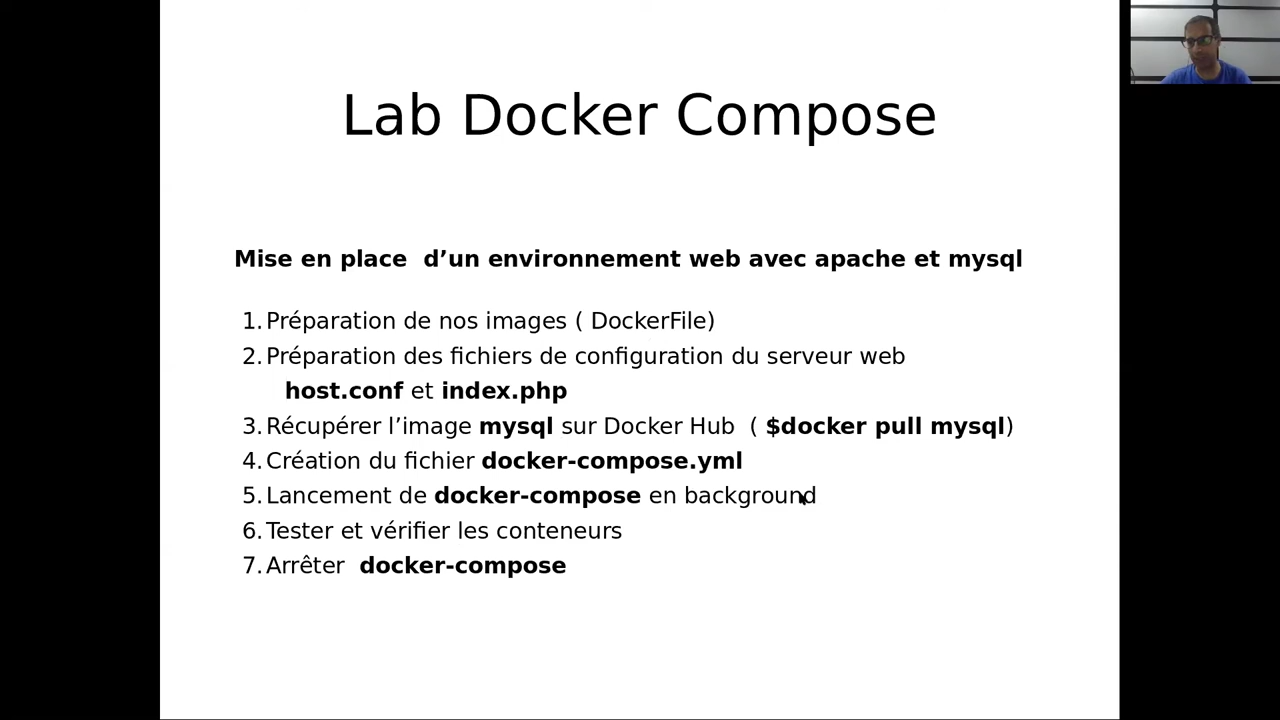 Lab Docker Compose
Mise en place  d’un environnement web avec apache et mysql
1. Préparation de nos images ( DockerFile)
2. Préparation des fichiers de configuration du serveur web
host.conf et index.php
3. Récupérer l’image mysql sur Docker Hub  ( $docker pull mysql)
4. Création du fichier docker-compose.yml
5. Lancement de docker-compose en background
6. Tester et vérifier les conteneurs
7. Arrêter  docker-compose